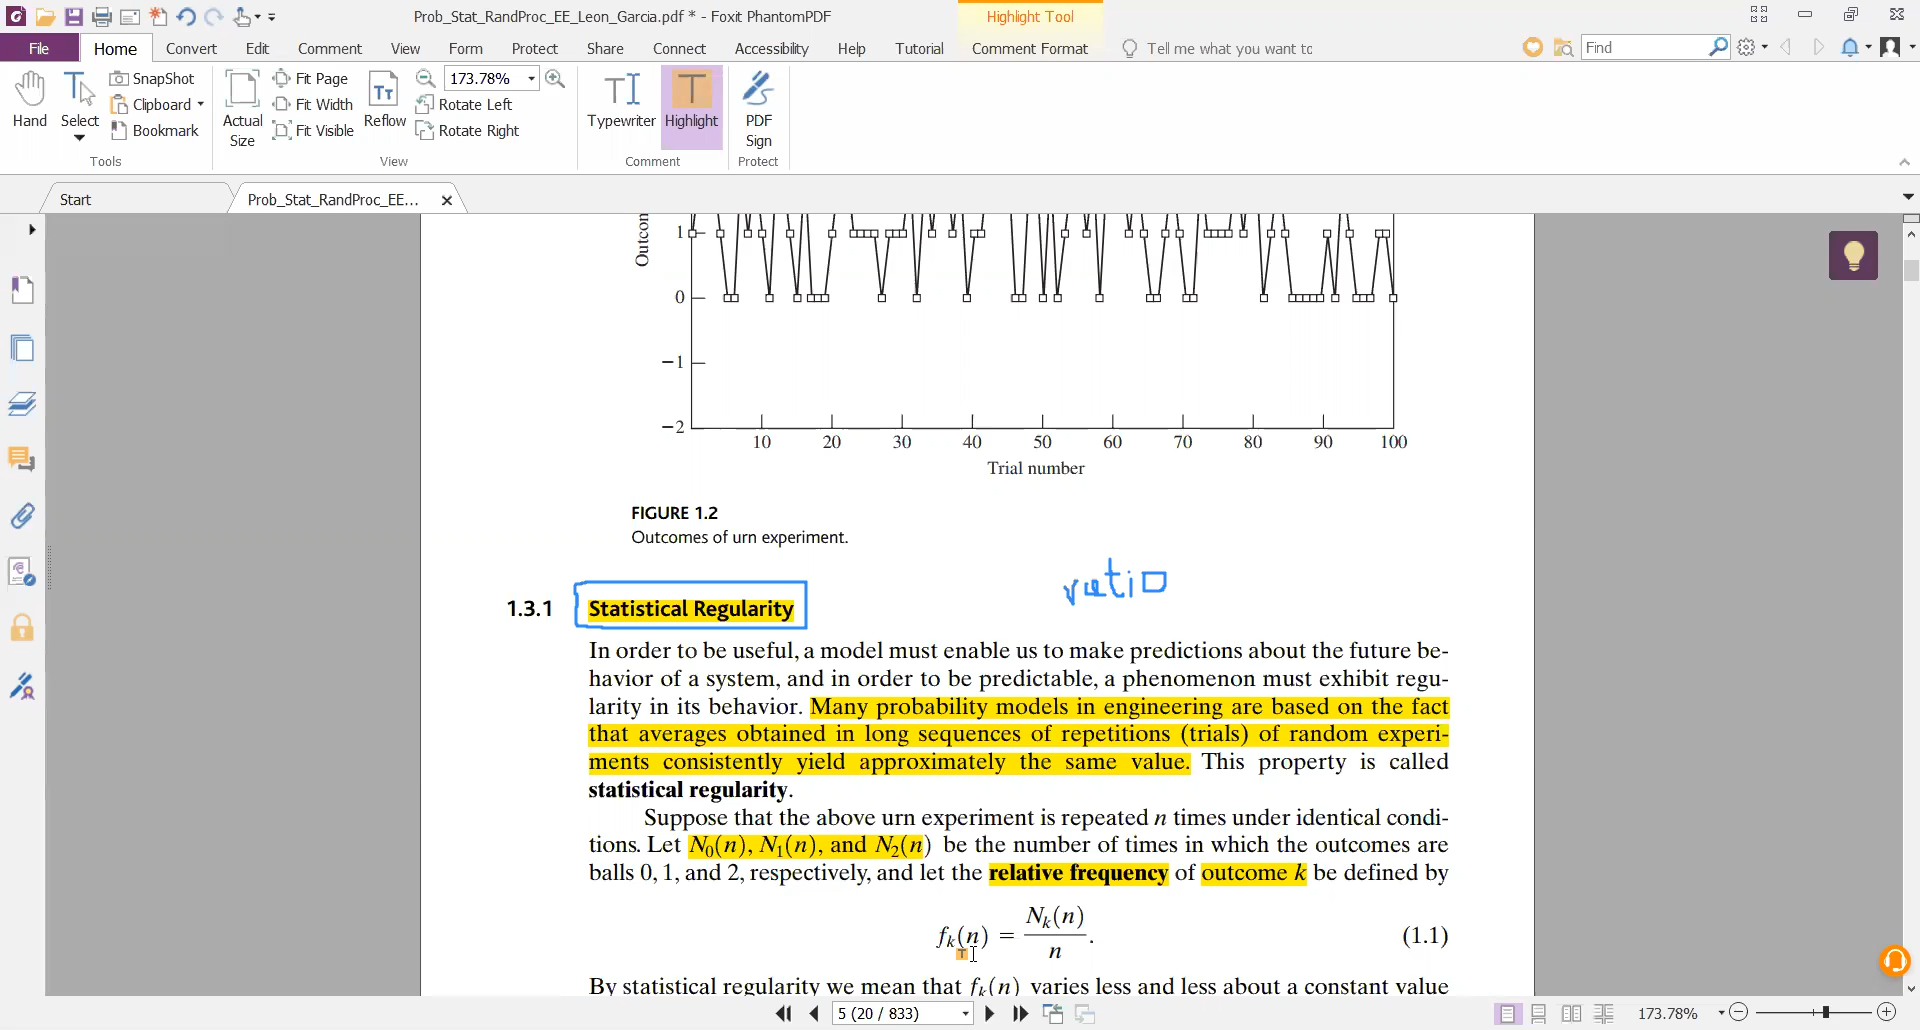 Prob_Stat_RandProc_EE_Leon_Garcia.pdf * - Foxit PhantomPDF
Highlight Tool
File Home Convert Edit Comment View Form Protect Share Connect Accessibility Help Tutorial Comment Format Tell me what you want to Find
Hand
Select
SnapShot
Clipboard
Bookmark
Tools
Actual
Size
Fit Page
Fit Width
Fit Visible
Reflow
173.78%
Rotate Left
Rotate Right
View
Typewriter
Highlight
Comment
PDF
Sign
Protect
Start
Prob_Stat_RandProc_EE...
Outcon
1
0
−1
−2
10 20 30 40 50 60 70 80 90 100
Trial number
FIGURE 1.2
Outcomes of urn experiment.
ratio
1.3.1 Statistical Regularity
In order to be useful, a model must enable us to make predictions about the future be-
havior of a system, and in order to be predictable, a phenomenon must exhibit regu-
larity in its behavior. Many probability models in engineering are based on the fact
that averages obtained in long sequences of repetitions (trials) of random experi-
ments consistently yield approximately the same value. This property is called
statistical regularity.
Suppose that the above urn experiment is repeated n times under identical condi-
tions. Let N₀(n), N₁(n), and N₂(n) be the number of times in which the outcomes are
balls 0, 1, and 2, respectively, and let the relative frequency of outcome k be defined by
fₖ(n) = Nₖ(n) / n. (1.1)
By statistical regularity we mean that fₖ(n) varies less and less about a constant value
5 (20 / 833)
173.78%